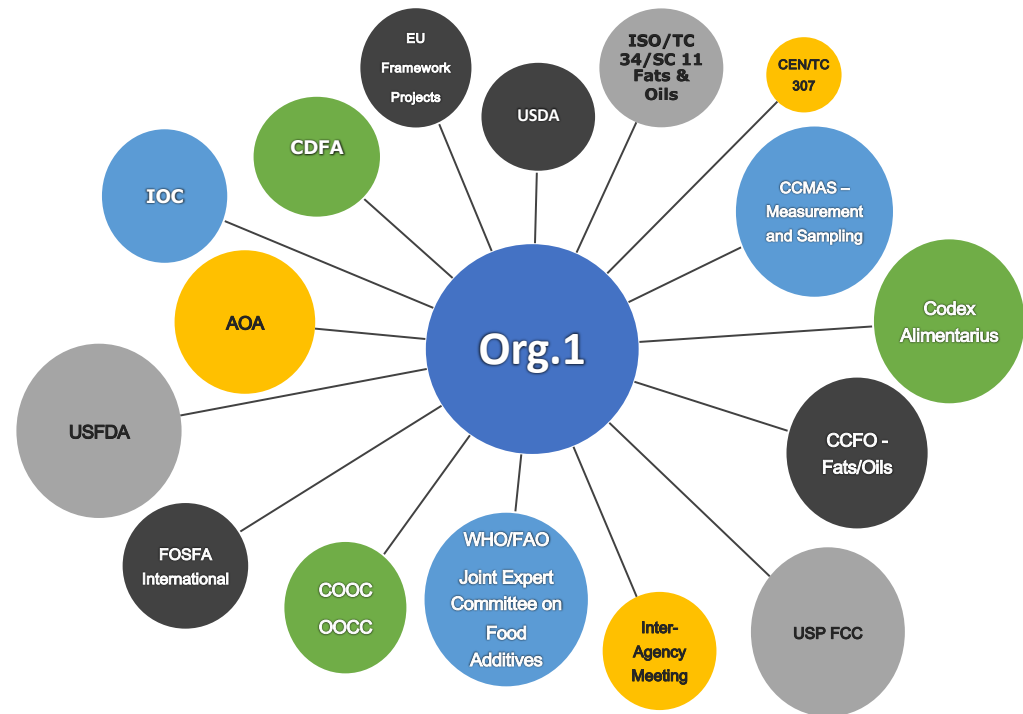 EU
Framework
Projects
ISO/TC
34/SC 11
Fats &
Oils
CEN/TC
307
USDA
CDFA
IOC
CCMAS –
Measurement
and Sampling
AOA
Codex
Alimentarius
Org.1
USFDA
CCFO -
Fats/Oils
FOSFA
International
COOC
OOCC
WHO/FAO
Joint Expert
Committee on
Food
Additives
Inter-
Agency
Meeting
USP FCC